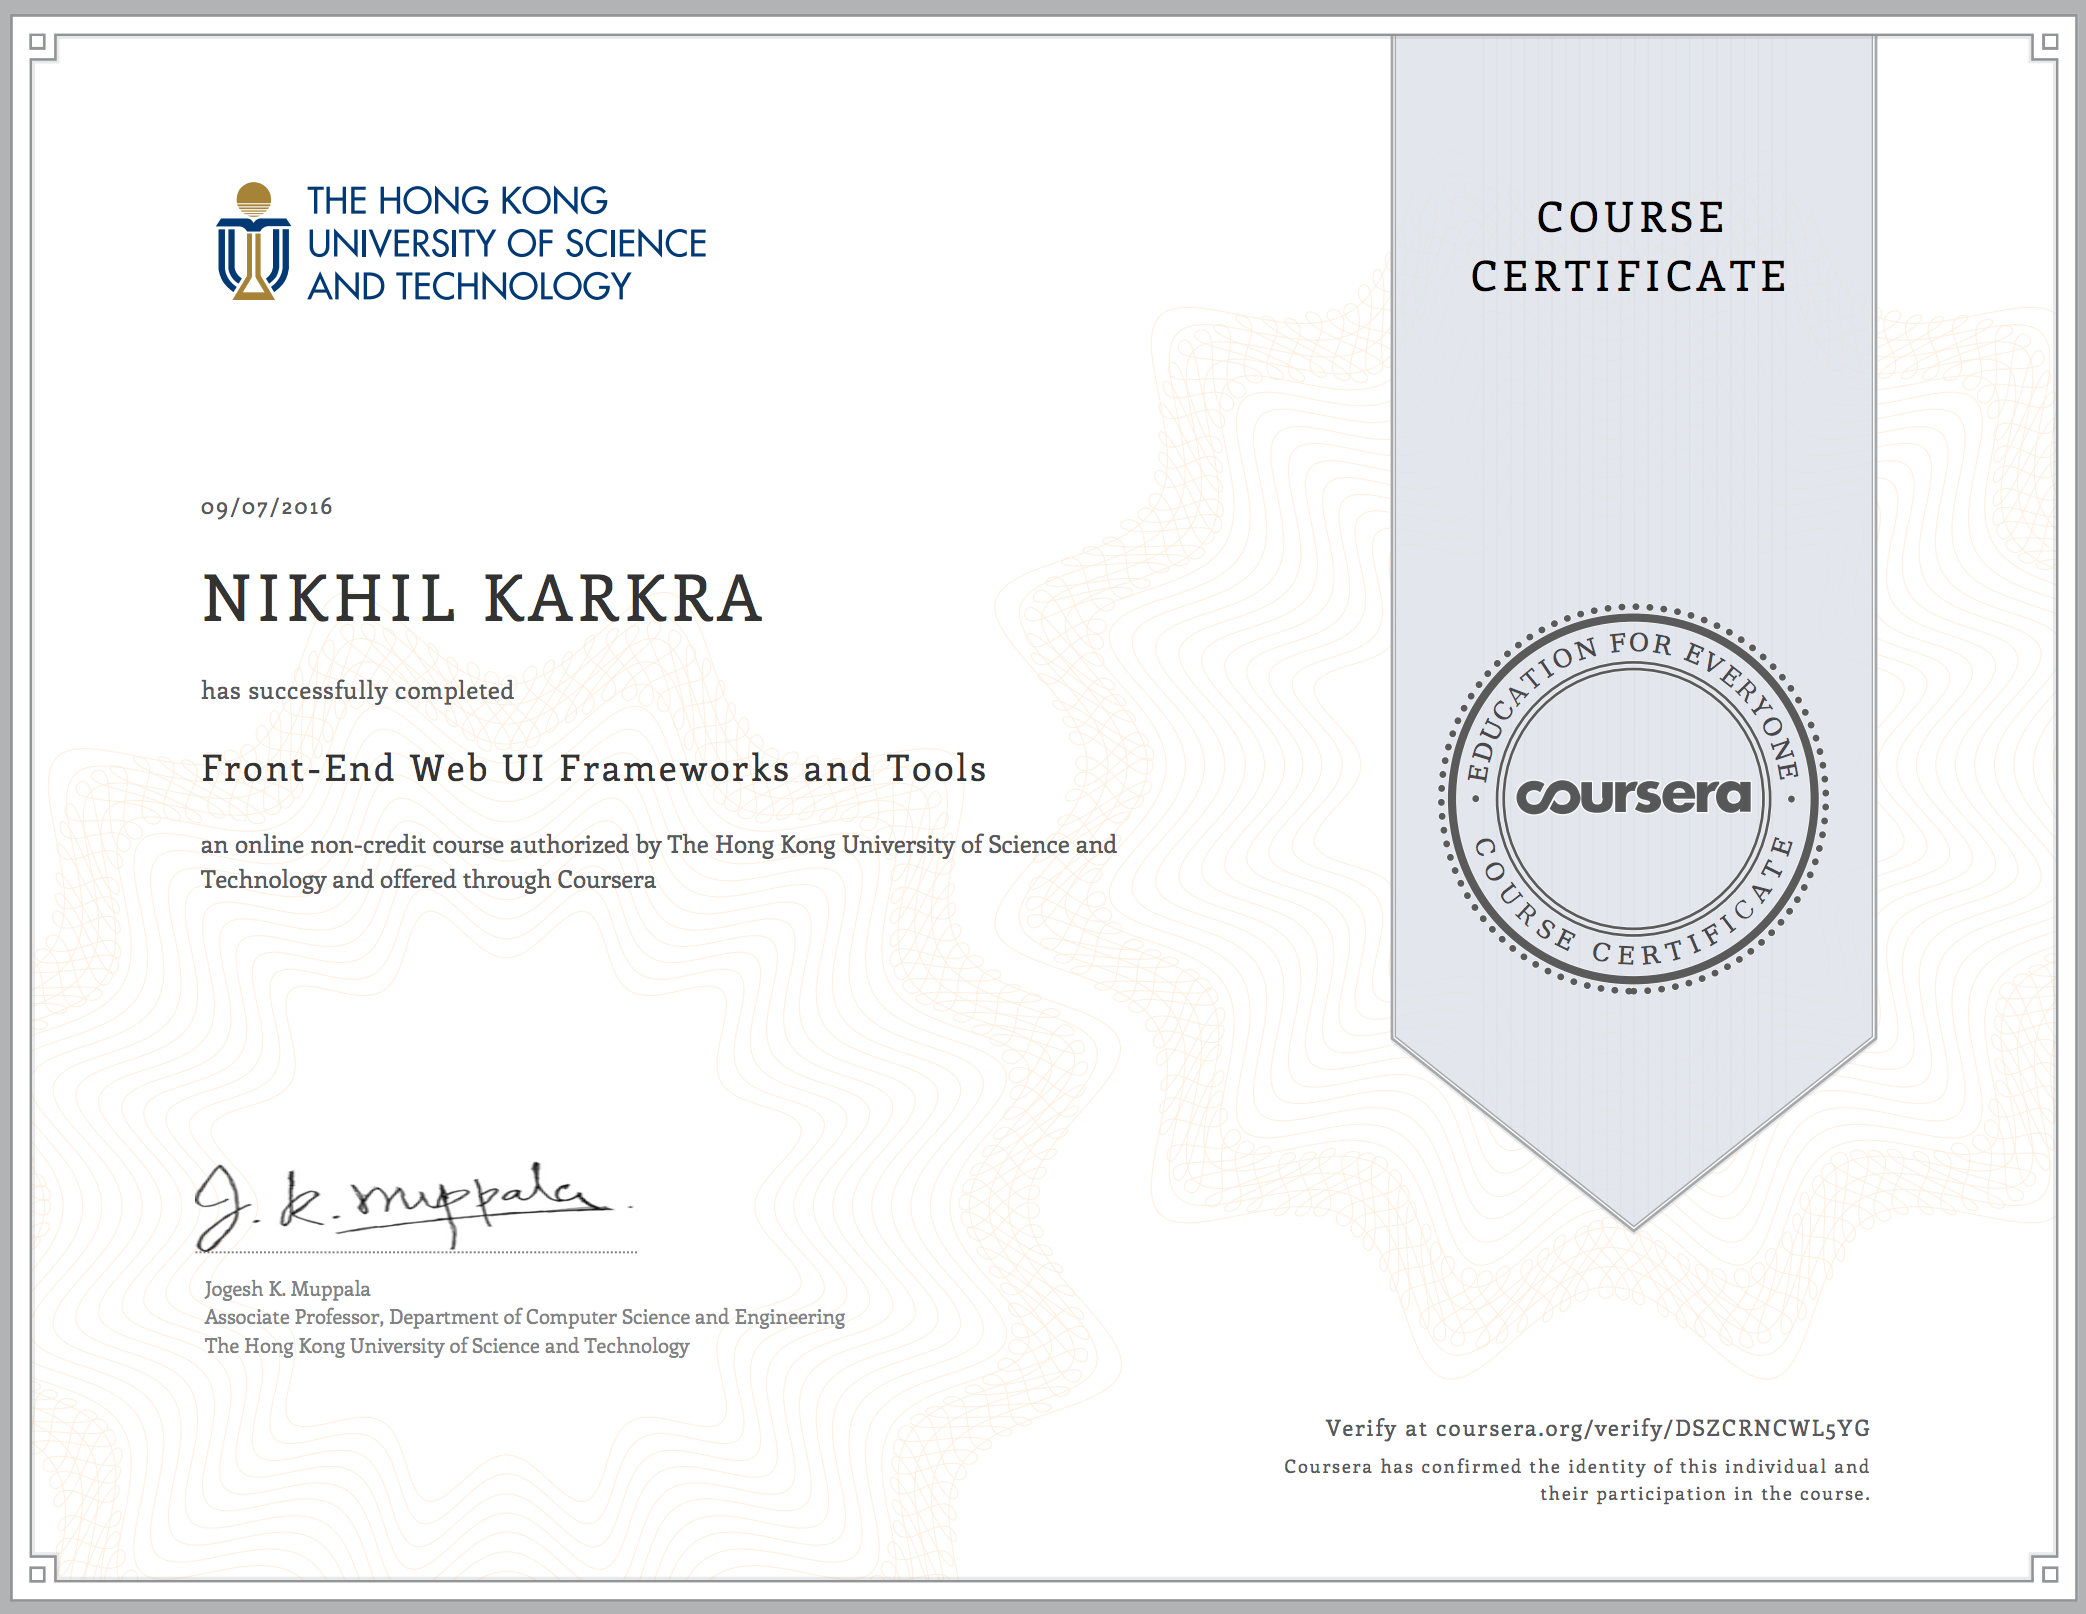 THE HONG KONG
UNIVERSITY OF SCIENCE
AND TECHNOLOGY
COURSE
CERTIFICATE
09/07/2016
NIKHIL KARKRA
has successfully completed
Front-End Web UI Frameworks and Tools
an online non-credit course authorized by The Hong Kong University of Science and
Technology and offered through Coursera
EDUCATION FOR EVERYONE
coursera
COURSE CERTIFICATE
J. K. Muppala
Jogesh K. Muppala
Associate Professor, Department of Computer Science and Engineering
The Hong Kong University of Science and Technology
Verify at coursera.org/verify/DSZCRNCWL5YG
Coursera has confirmed the identity of this individual and
their participation in the course.